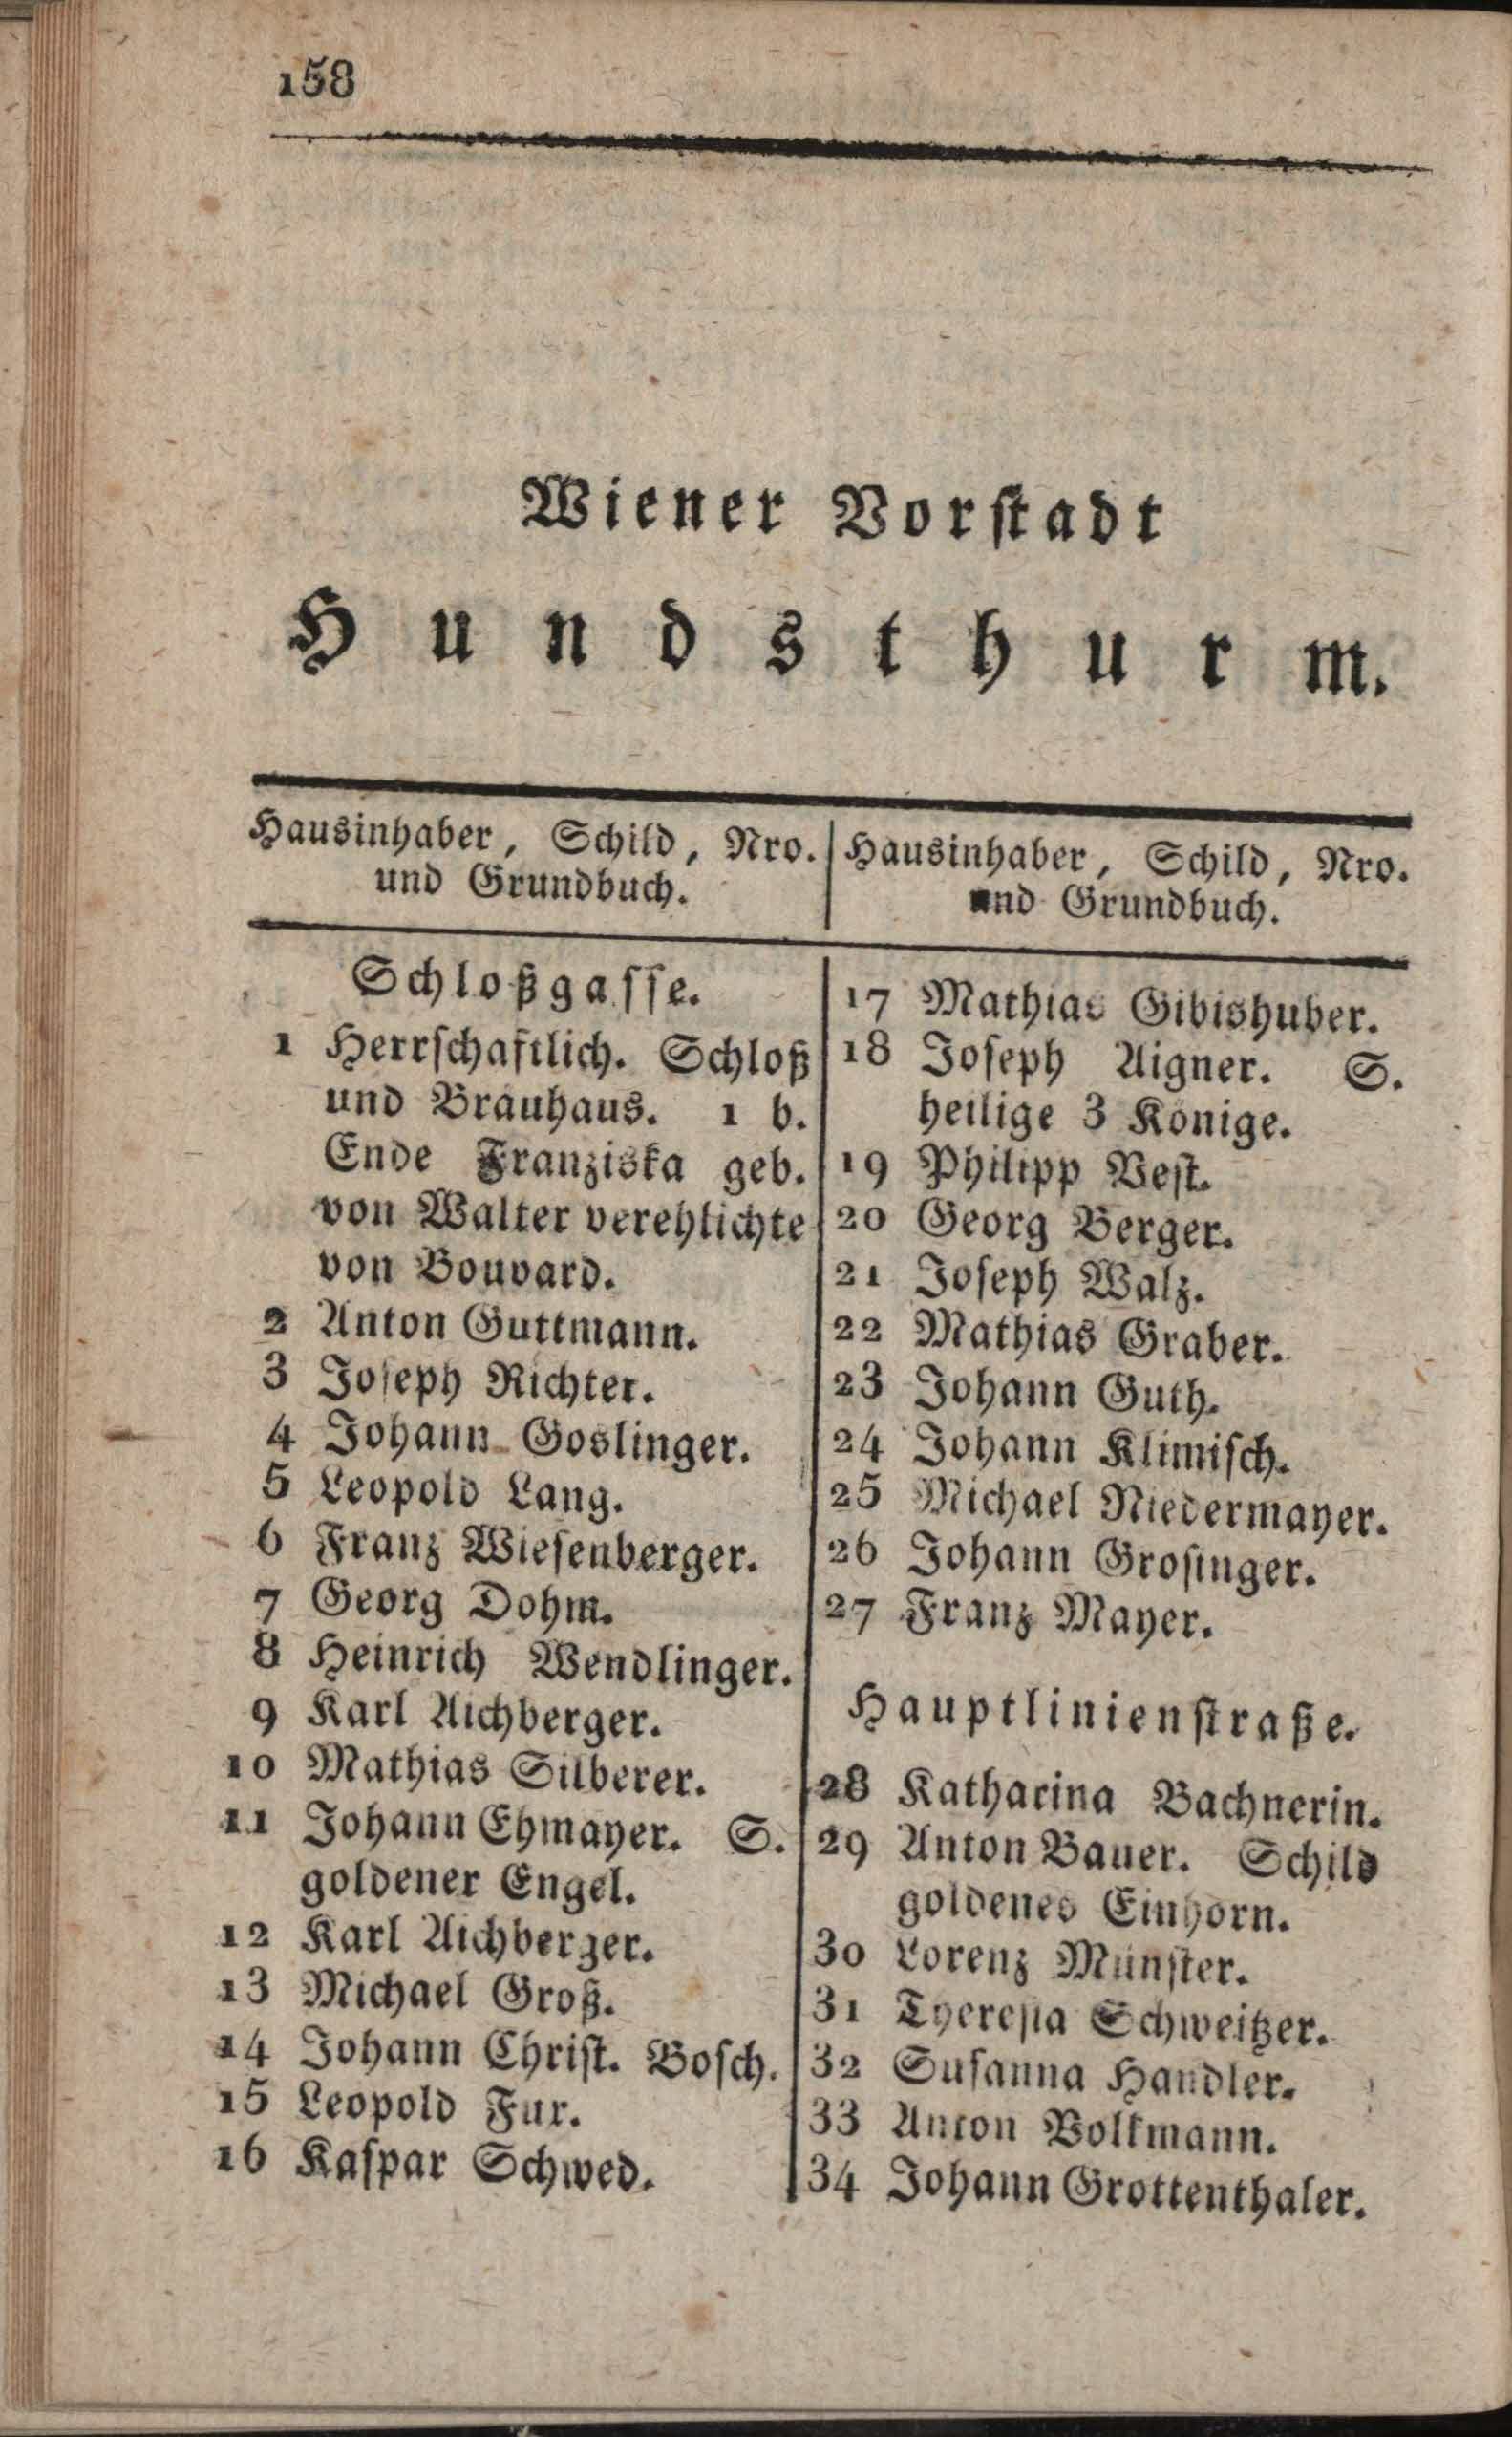 158
Wiener Vorstadt
Hundsthurm.
Hausinhaber, Schild, Nro.
und Grundbuch.
Schloßgasse.
1 Herrschaftlich. Schloß
und Brauhaus. 1 b.
Ende Franziska geb.
von Walter verehlichte
von Bouvard.
2 Anton Guttmann.
3 Joseph Richter.
4 Johann Goslinger.
5 Leopold Lang.
6 Franz Wiesenberger.
7 Georg Dohm.
8 Heinrich Wendlinger.
9 Karl Aichberger.
10 Mathias Silberer.
11 Johann Ehmayer. S.
goldener Engel.
12 Karl Aichberger.
13 Michael Groß.
14 Johann Christ. Bosch.
15 Leopold Fux.
16 Kaspar Schwed.
Hausinhaber, Schild, Nro.
und Grundbuch.
17 Mathias Gibishuber.
18 Joseph Aigner. S.
heilige 3 Könige.
19 Philipp Vest.
20 Georg Berger.
21 Joseph Walz.
22 Mathias Graber.
23 Johann Guth.
24 Johann Klimisch.
25 Michael Niedermayer.
26 Johann Grosinger.
27 Franz Mayer.
Hauptlinienstraße.
28 Katharina Bachnerin.
29 Anton Bauer. Schild
goldenes Einhorn.
30 Lorenz Münster.
31 Theresia Schweitzer.
32 Susanna Handler.
33 Anton Volkmann.
34 Johann Grottenthaler.